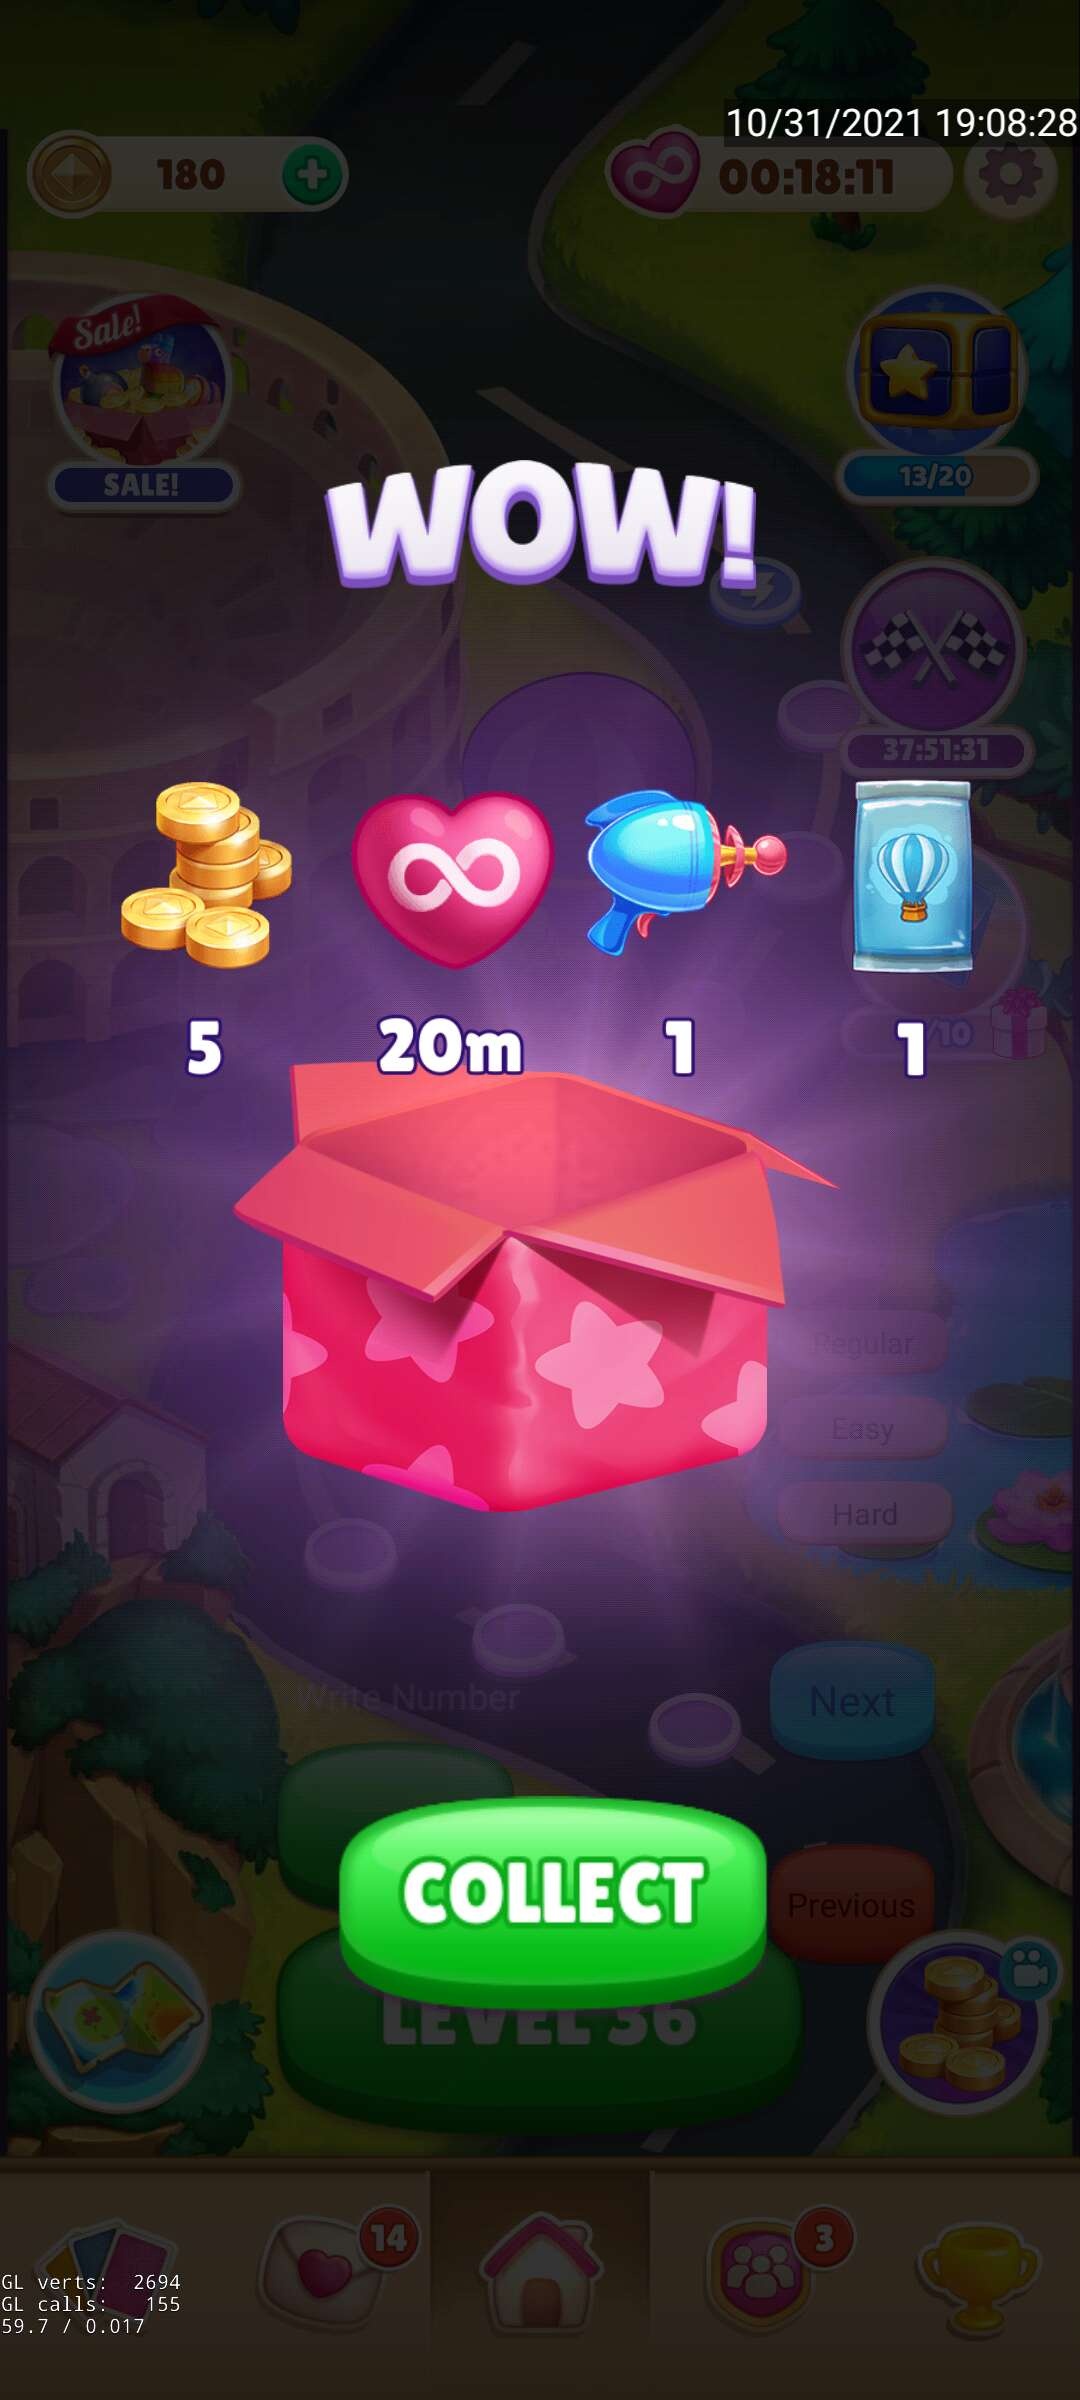 10/31/2021 19:08:28
180
00:18:11
Sale!
SALE!
13/20
WOW!
37:51:31
5
20m
1
1
/10
Regular
Easy
Hard
Write Number
Next
COLLECT
Previous
LEVEL 36
14
3
GL verts: 2694
GL calls: 155
59.7 / 0.017